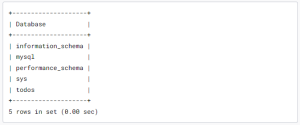 +--------------------+
| Database           |
+--------------------+
| information_schema |
| mysql              |
| performance_schema |
| sys                |
| todos              |
+--------------------+
5 rows in set (0.00 sec)